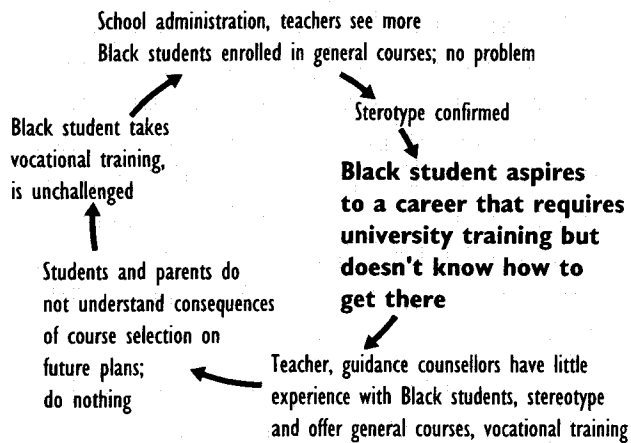 School administration, teachers see more
Black students enrolled in general courses; no problem
Sterotype confirmed
Black student aspires
to a career that requires
university training but
doesn't know how to
get there
Teacher, guidance counsellors have little
experience with Black students, stereotype
and offer general courses, vocational training
Students and parents do
not understand consequences
of course selection on
future plans;
do nothing
Black student takes
vocational training,
is unchallenged